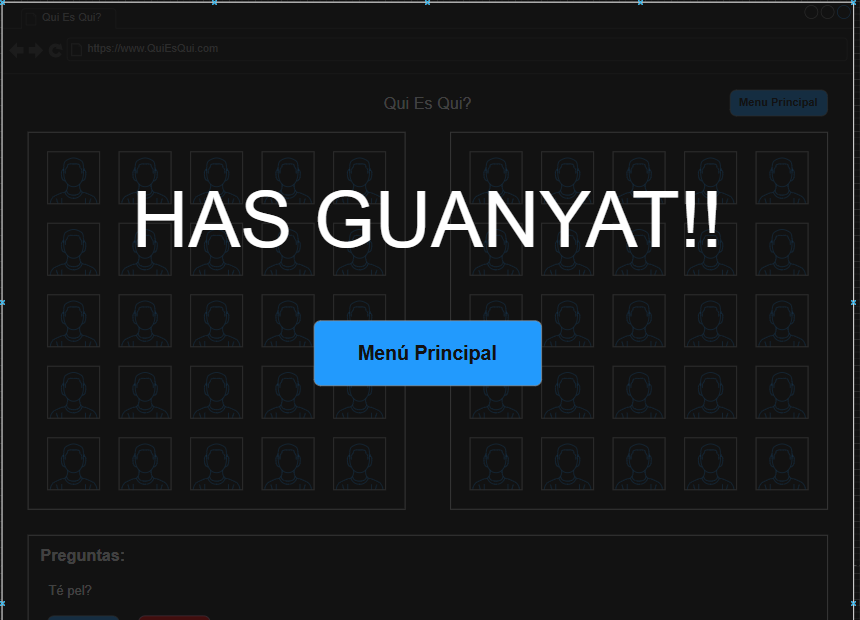 Qui Es Qui?
https://www.QuiEsQui.com
Qui Es Qui?
Menu Principal
HAS GUANYAT!!
Menú Principal
Preguntas:
Té pel?